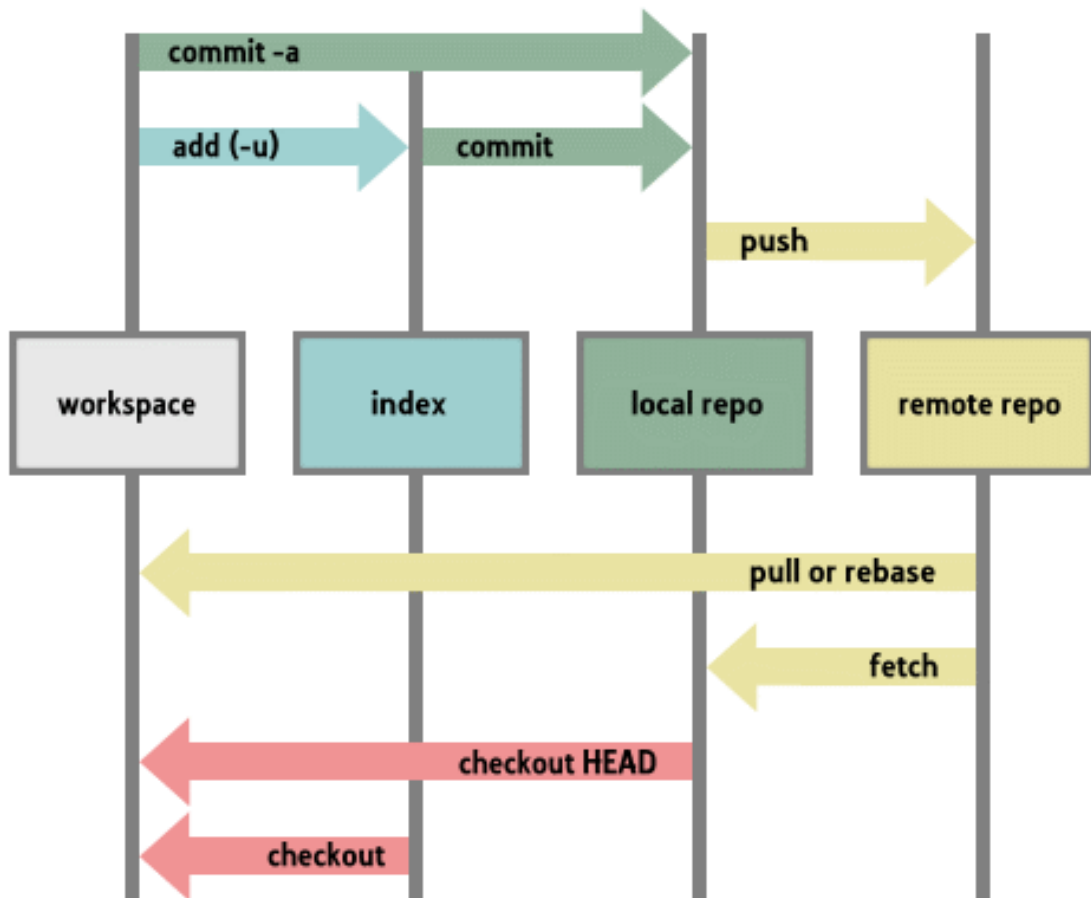 commit -a
add (-u)
commit
push
workspace
index
local repo
remote repo
pull or rebase
fetch
checkout HEAD
checkout